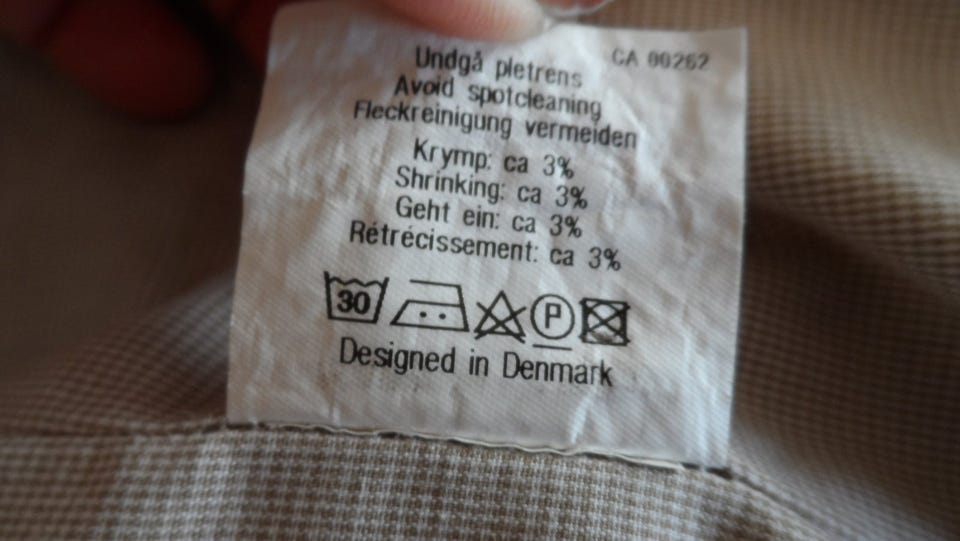 CA 00262
Undgå pletrens
Avoid spotcleaning
Fleckreinigung vermeiden
Krymp: ca 3%
Shrinking: ca 3%
Geht ein: ca 3%
Rétrécissement: ca 3%
30 P
Designed in Denmark